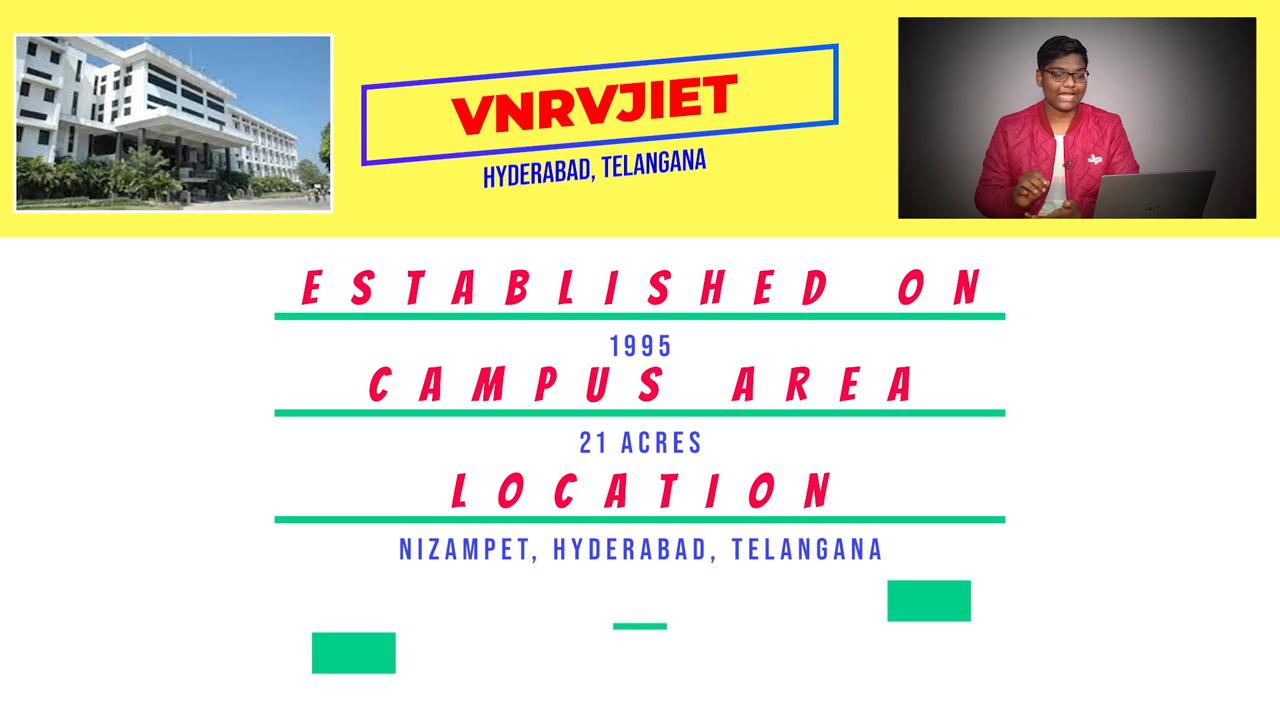 VNRVJIET
HYDERABAD, TELANGANA
ESTABLISHED ON
1995
CAMPUS AREA
21 ACRES
LOCATION
NIZAMPET, HYDERABAD, TELANGANA